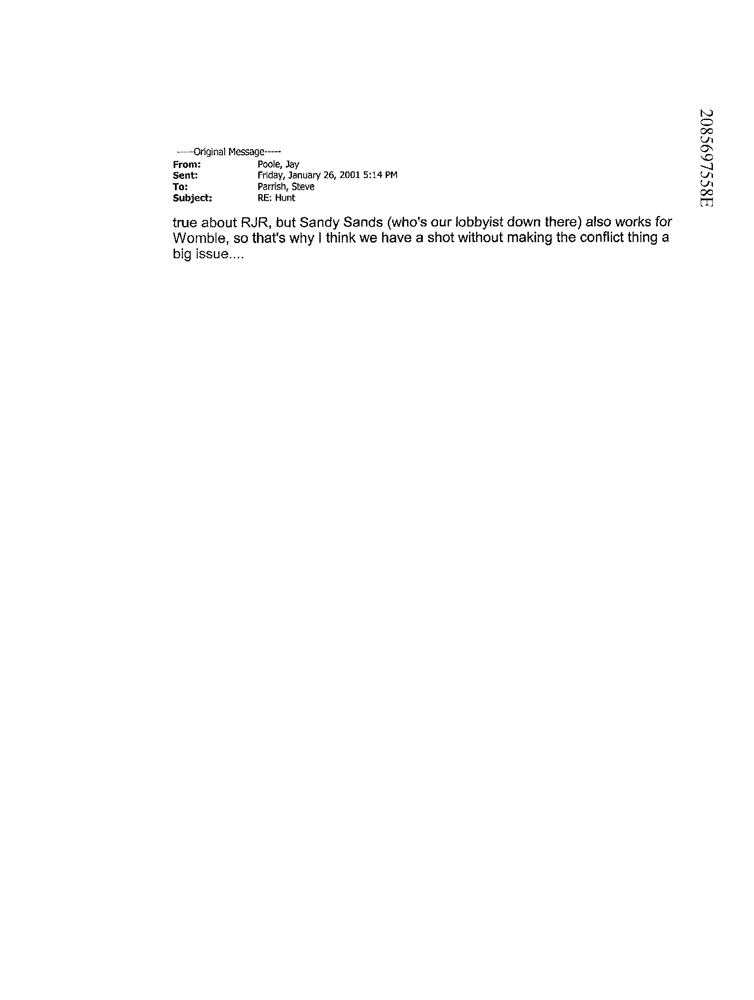 -----Original Message-----
From: Poole, Jay
Sent: Friday, January 26, 2001 5:14 PM
To: Parrish, Steve
Subject: RE: Hunt
true about RJR, but Sandy Sands (who's our lobbyist down there) also works for
Womble, so that's why I think we have a shot without making the conflict thing a
big issue....
2085697558E